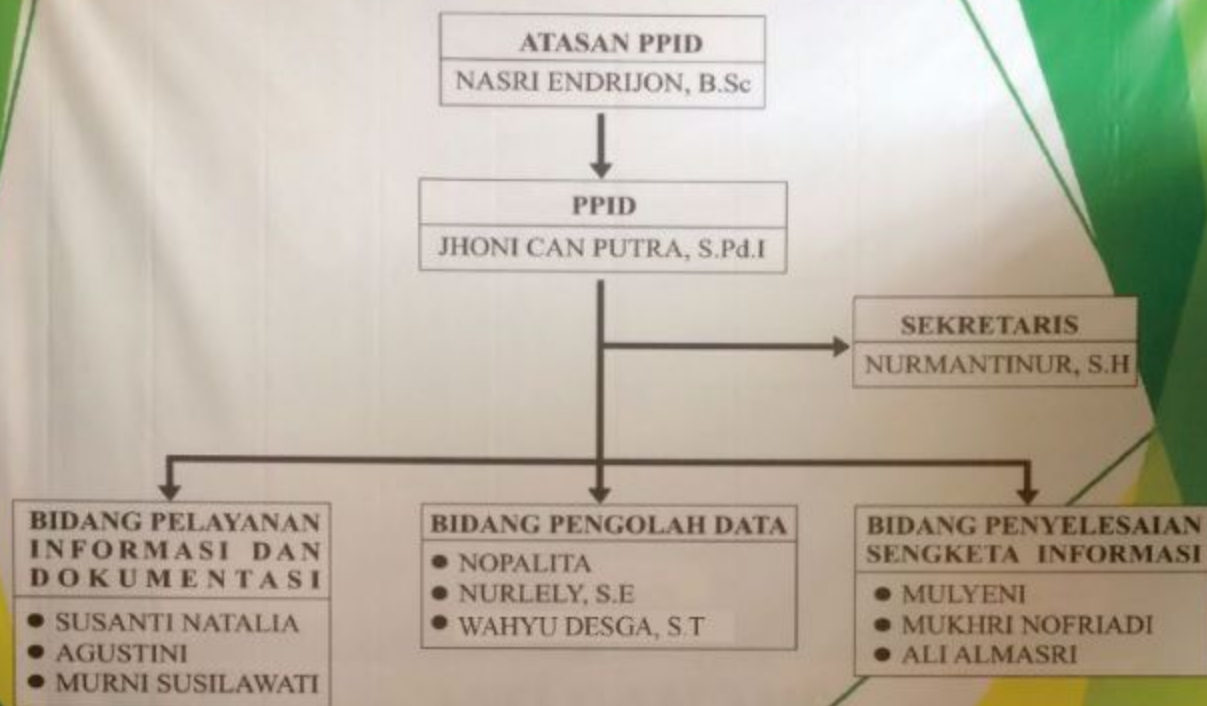 ATASAN PPID
NASRI ENDRIJON, B.Sc
PPID
JHONI CAN PUTRA, S.Pd.I
SEKRETARIS
NURMANTINUR, S.H
BIDANG PELAYANAN
INFORMASI DAN
DOKUMENTASI
● SUSANTI NATALIA
● AGUSTINI
● MURNI SUSILAWATI
BIDANG PENGOLAH DATA
● NOPALITA
● NURLELY, S.E
● WAHYU DESGA, S.T
BIDANG PENYELESAIAN
SENGKETA INFORMASI
● MULYENI
● MUKHRI NOFRIADI
● ALI ALMASRI